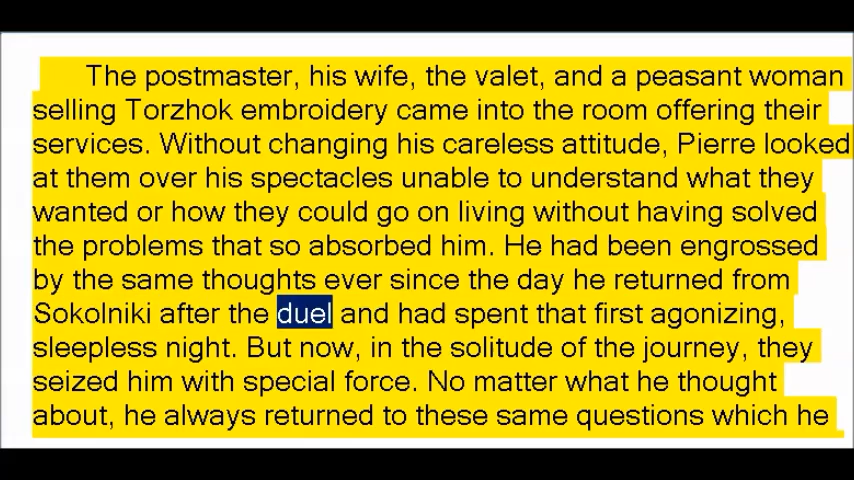 The postmaster, his wife, the valet, and a peasant woman
selling Torzhok embroidery came into the room offering their
services. Without changing his careless attitude, Pierre looked
at them over his spectacles unable to understand what they
wanted or how they could go on living without having solved
the problems that so absorbed him. He had been engrossed
by the same thoughts ever since the day he returned from
Sokolniki after the duel and had spent that first agonizing,
sleepless night. But now, in the solitude of the journey, they
seized him with special force. No matter what he thought
about, he always returned to these same questions which he